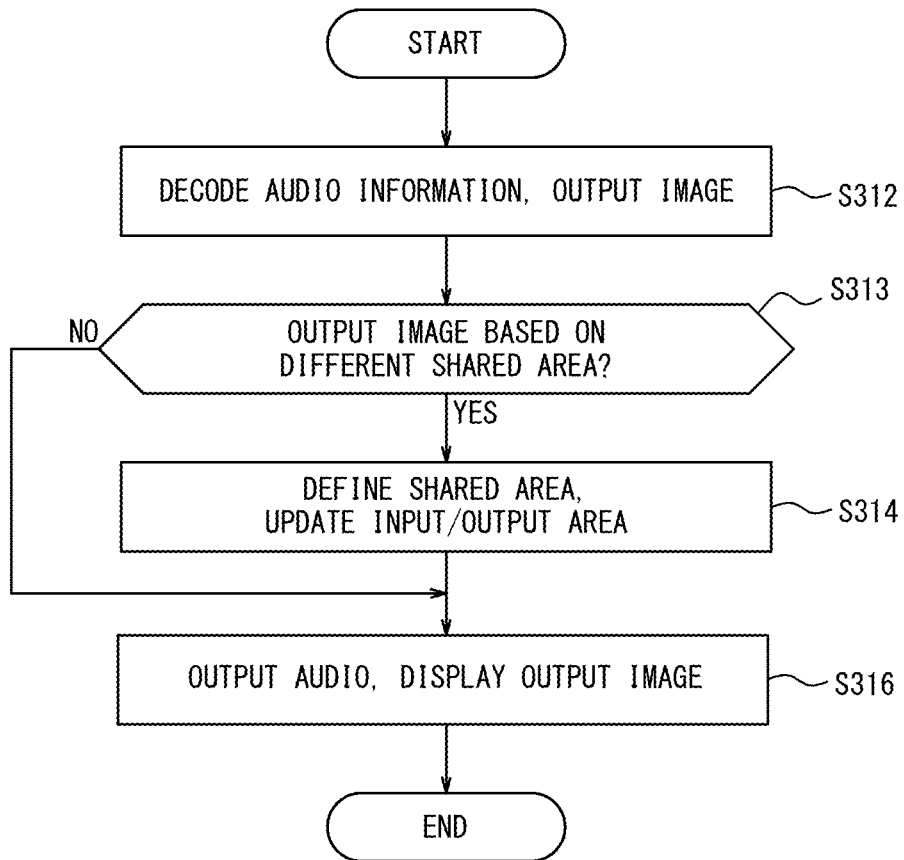 START
DECODE AUDIO INFORMATION, OUTPUT IMAGE
S312
S313
NO
OUTPUT IMAGE BASED ON
DIFFERENT SHARED AREA?
YES
DEFINE SHARED AREA,
UPDATE INPUT/OUTPUT AREA
S314
OUTPUT AUDIO, DISPLAY OUTPUT IMAGE
S316
END